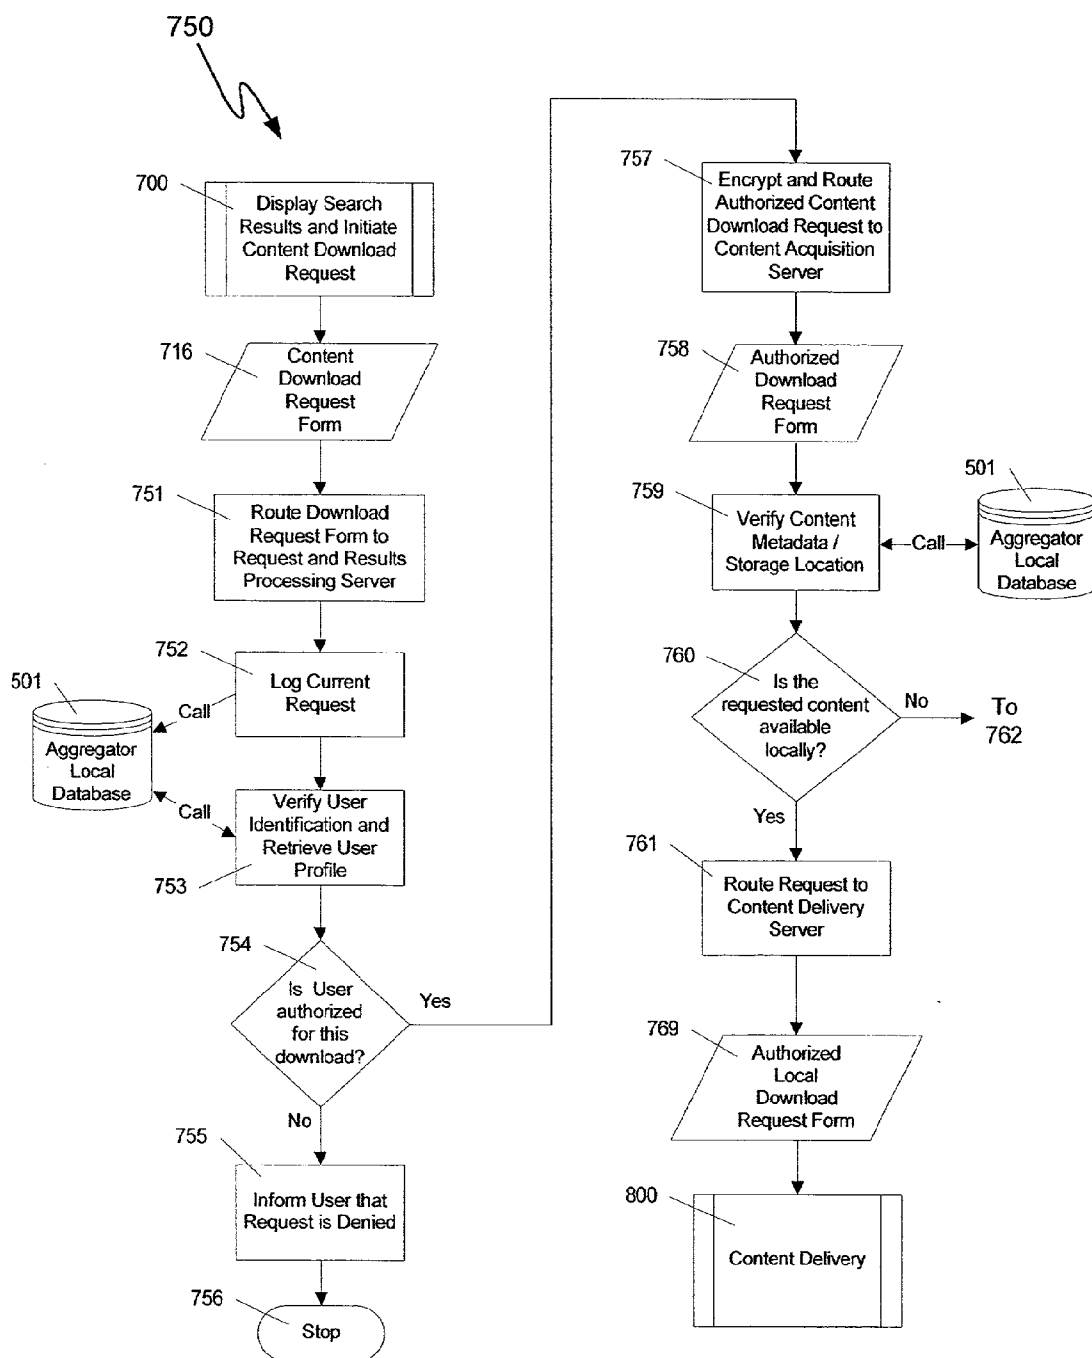 750
700
Display Search
Results and Initiate
Content Download
Request
716
Content
Download
Request
Form
751
Route Download
Request Form to
Request and Results
Processing Server
752
Log Current
Request
501
Aggregator
Local
Database
Call
Call
Verify User
Identification and
Retrieve User
Profile
753
754
Is User
authorized
for this
download?
Yes
No
755
Inform User that
Request is Denied
756
Stop
757
Encrypt and Route
Authorized Content
Download Request to
Content Acquisition
Server
758
Authorized
Download
Request
Form
759
Verify Content
Metadata /
Storage Location
Call
501
Aggregator
Local
Database
760
Is the
requested content
available
locally?
No
To
762
Yes
761
Route Request to
Content Delivery
Server
769
Authorized
Local
Download
Request Form
800
Content Delivery